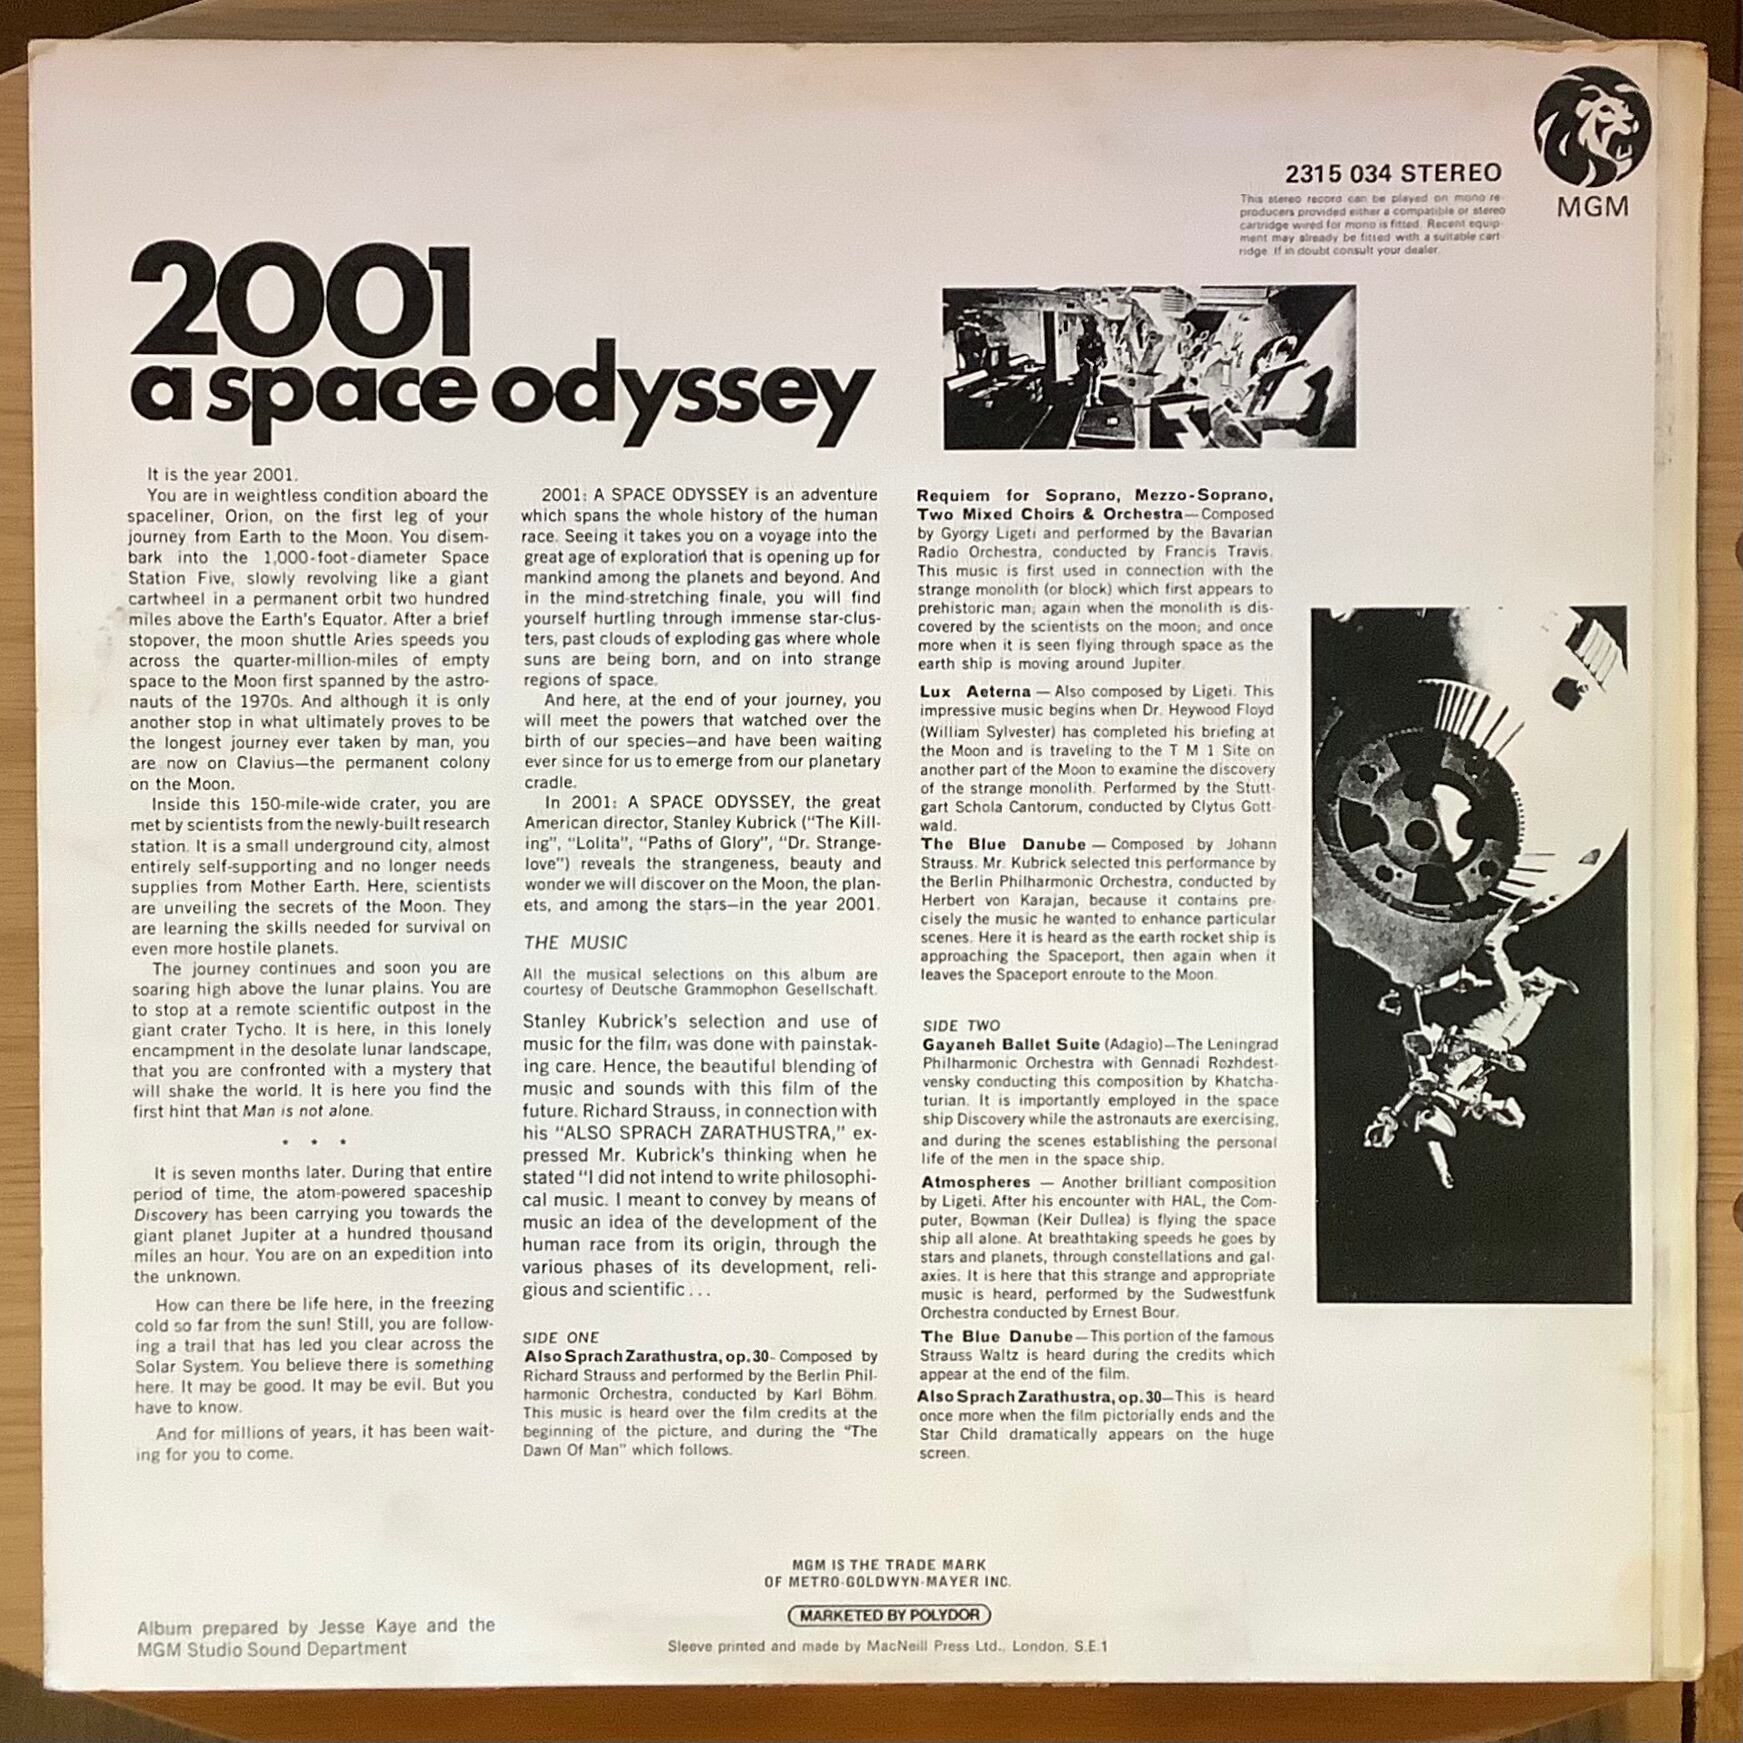 MGM
2315 034 STEREO
This stereo record can be played on mono re-
producers provided either a compatible or stereo
cartridge wired for mono is fitted. Recent equip-
ment may already be fitted with a suitable cart-
ridge. If in doubt consult your dealer.
2001
a space odyssey
It is the year 2001.
You are in weightless condition aboard the
spaceliner, Orion, on the first leg of your
journey from Earth to the Moon. You disem-
bark into the 1,000-foot-diameter Space
Station Five, slowly revolving like a giant
cartwheel in a permanent orbit two hundred
miles above the Earth's Equator. After a brief
stopover, the moon shuttle Aries speeds you
across the quarter-million-miles of empty
space to the Moon first spanned by the astro-
nauts of the 1970s. And although it is only
another stop in what ultimately proves to be
the longest journey ever taken by man, you
are now on Clavius—the permanent colony
on the Moon.
Inside this 150-mile-wide crater, you are
met by scientists from the newly-built research
station. It is a small underground city, almost
entirely self-supporting and no longer needs
supplies from Mother Earth. Here, scientists
are unveiling the secrets of the Moon. They
are learning the skills needed for survival on
even more hostile planets.
The journey continues and soon you are
soaring high above the lunar plains. You are
to stop at a remote scientific outpost in the
giant crater Tycho. It is here, in this lonely
encampment in the desolate lunar landscape,
that you are confronted with a mystery that
will shake the world. It is here you find the
first hint that Man is not alone.
* * *
It is seven months later. During that entire
period of time, the atom-powered spaceship
Discovery has been carrying you towards the
giant planet Jupiter at a hundred thousand
miles an hour. You are on an expedition into
the unknown.
How can there be life here, in the freezing
cold so far from the sun! Still, you are follow-
ing a trail that has led you clear across the
Solar System. You believe there is something
here. It may be good. It may be evil. But you
have to know.
And for millions of years, it has been wait-
ing for you to come.
2001: A SPACE ODYSSEY is an adventure
which spans the whole history of the human
race. Seeing it takes you on a voyage into the
great age of exploration that is opening up for
mankind among the planets and beyond. And
in the mind-stretching finale, you will find
yourself hurtling through immense star-clus-
ters, past clouds of exploding gas where whole
suns are being born, and on into strange
regions of space.
And here, at the end of your journey, you
will meet the powers that watched over the
birth of our species—and have been waiting
ever since for us to emerge from our planetary
cradle.
In 2001: A SPACE ODYSSEY, the great
American director, Stanley Kubrick ("The Kill-
ing", "Lolita", "Paths of Glory", "Dr. Strange-
love") reveals the strangeness, beauty and
wonder we will discover on the Moon, the plan-
ets, and among the stars—in the year 2001.
THE MUSIC
All the musical selections on this album are
courtesy of Deutsche Grammophon Gesellschaft.
Stanley Kubrick's selection and use of
music for the film was done with painstak-
ing care. Hence, the beautiful blending of
music and sounds with this film of the
future. Richard Strauss, in connection with
his "ALSO SPRACH ZARATHUSTRA," ex-
pressed Mr. Kubrick's thinking when he
stated "I did not intend to write philosophi-
cal music. I meant to convey by means of
music an idea of the development of the
human race from its origin, through the
various phases of its development, reli-
gious and scientific...
SIDE ONE
Also Sprach Zarathustra, op.30- Composed by
Richard Strauss and performed by the Berlin Phil-
harmonic Orchestra, conducted by Karl Böhm.
This music is heard over the film credits at the
beginning of the picture, and during the "The
Dawn Of Man" which follows.
Requiem for Soprano, Mezzo-Soprano,
Two Mixed Choirs & Orchestra—Composed
by György Ligeti and performed by the Bavarian
Radio Orchestra, conducted by Francis Travis.
This music is first used in connection with the
strange monolith (or block) which first appears to
prehistoric man; again when the monolith is dis-
covered by the scientists on the moon; and once
more when it is seen flying through space as the
earth ship is moving around Jupiter.
Lux Aeterna — Also composed by Ligeti. This
impressive music begins when Dr. Heywood Floyd
(William Sylvester) has completed his briefing at
the Moon and is traveling to the T M 1 Site on
another part of the Moon to examine the discovery
of the strange monolith. Performed by the Stutt-
gart Schola Cantorum, conducted by Clytus Gott-
wald.
The Blue Danube — Composed by Johann
Strauss. Mr. Kubrick selected this performance by
the Berlin Philharmonic Orchestra, conducted by
Herbert von Karajan, because it contains pre-
cisely the music he wanted to enhance particular
scenes. Here it is heard as the earth rocket ship is
approaching the Spaceport, then again when it
leaves the Spaceport enroute to the Moon.
SIDE TWO
Gayaneh Ballet Suite (Adagio)—The Leningrad
Philharmonic Orchestra with Gennadi Rozhdest-
vensky conducting this composition by Khatcha-
turian. It is importantly employed in the space
ship Discovery while the astronauts are exercising,
and during the scenes establishing the personal
life of the men in the space ship.
Atmospheres — Another brilliant composition
by Ligeti. After his encounter with HAL, the Com-
puter, Bowman (Keir Dullea) is flying the space
ship all alone. At breathtaking speeds he goes by
stars and planets, through constellations and gal-
axies. It is here that this strange and appropriate
music is heard, performed by the Sudwestfunk
Orchestra conducted by Ernest Bour.
The Blue Danube—This portion of the famous
Strauss Waltz is heard during the credits which
appear at the end of the film.
Also Sprach Zarathustra, op.30—This is heard
once more when the film pictorially ends and the
Star Child dramatically appears on the huge
screen.
MGM IS THE TRADE MARK
OF METRO-GOLDWYN-MAYER INC.
MARKETED BY POLYDOR
Sleeve printed and made by MacNeill Press Ltd., London, S.E.1
Album prepared by Jesse Kaye and the
MGM Studio Sound Department